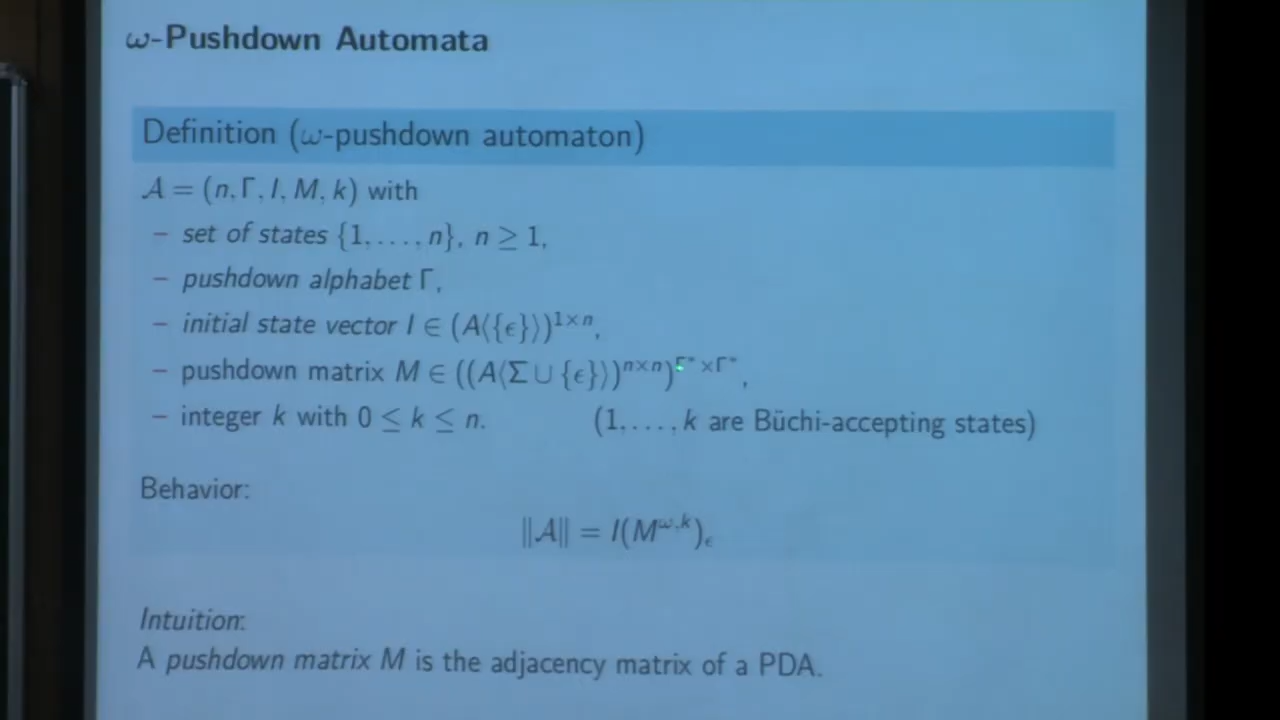 ω-Pushdown Automata
Definition (ω-pushdown automaton)
𝒜 = (n, Γ, I, M, k) with
– set of states {1, . . . , n}, n ≥ 1,
– pushdown alphabet Γ,
– initial state vector I ∈ (A⟨{ϵ}⟩)^{1×n},
– pushdown matrix M ∈ ((A⟨Σ ∪ {ϵ}⟩)^{n×n})^{Γ*×Γ*},
– integer k with 0 ≤ k ≤ n. (1, . . . , k are Büchi-accepting states)
Behavior:
‖𝒜‖ = I(M^{ω,k})_ϵ
Intuition:
A pushdown matrix M is the adjacency matrix of a PDA.